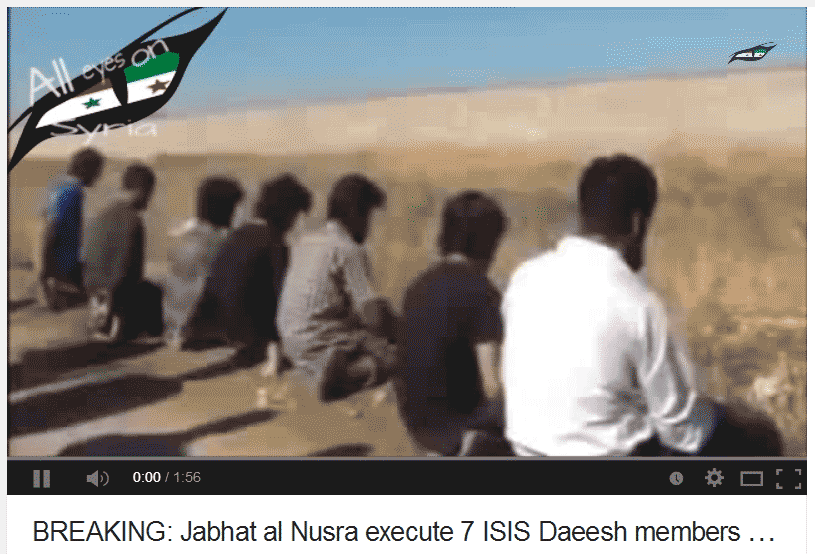 All eyes on
Syria
0:00 / 1:56
BREAKING: Jabhat al Nusra execute 7 ISIS Daeesh members ...